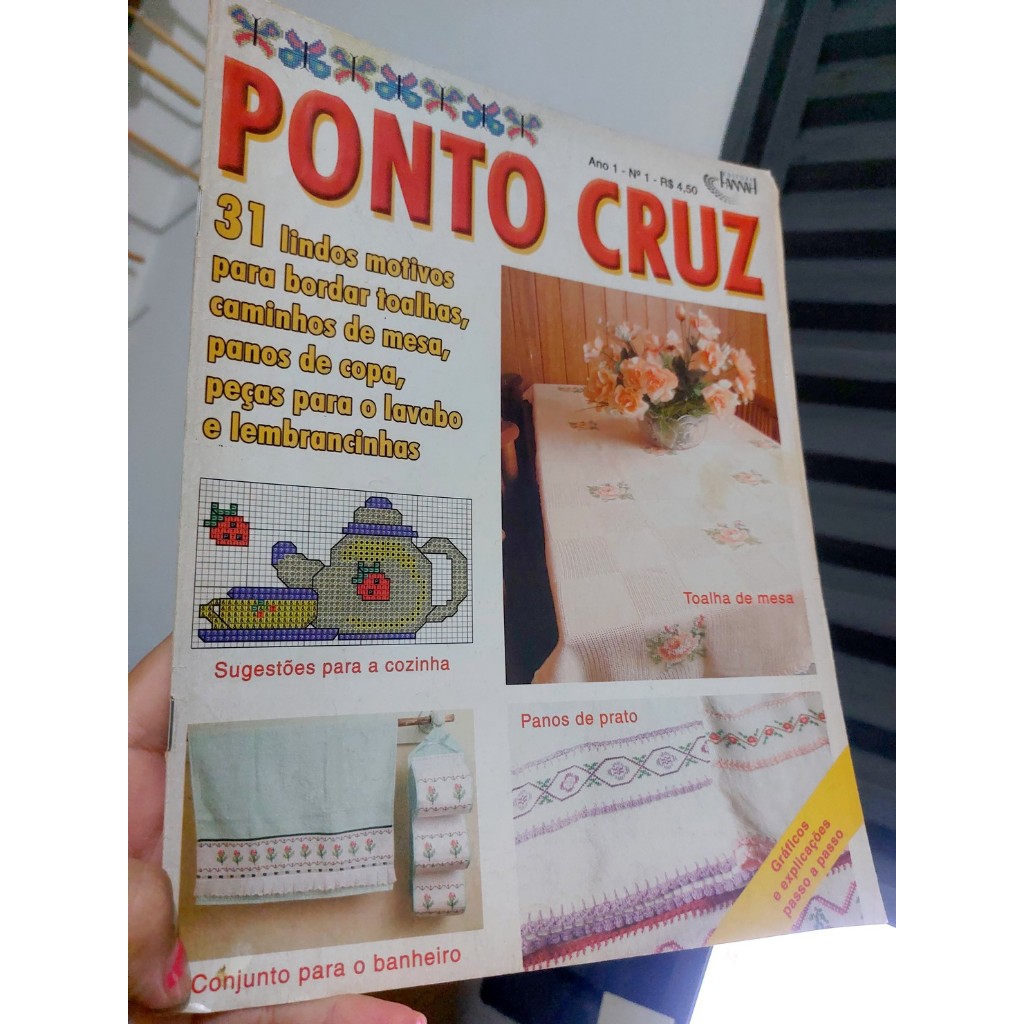 PONTO CRUZ
Ano 1 - Nº 1 - R$ 4,50
EDITORA
HANNAH
31 lindos motivos
para bordar toalhas,
caminhos de mesa,
panos de copa,
peças para o lavabo
e lembrancinhas
Toalha de mesa
Sugestões para a cozinha
Panos de prato
Gráficos
e explicações
passo a passo
Conjunto para o banheiro